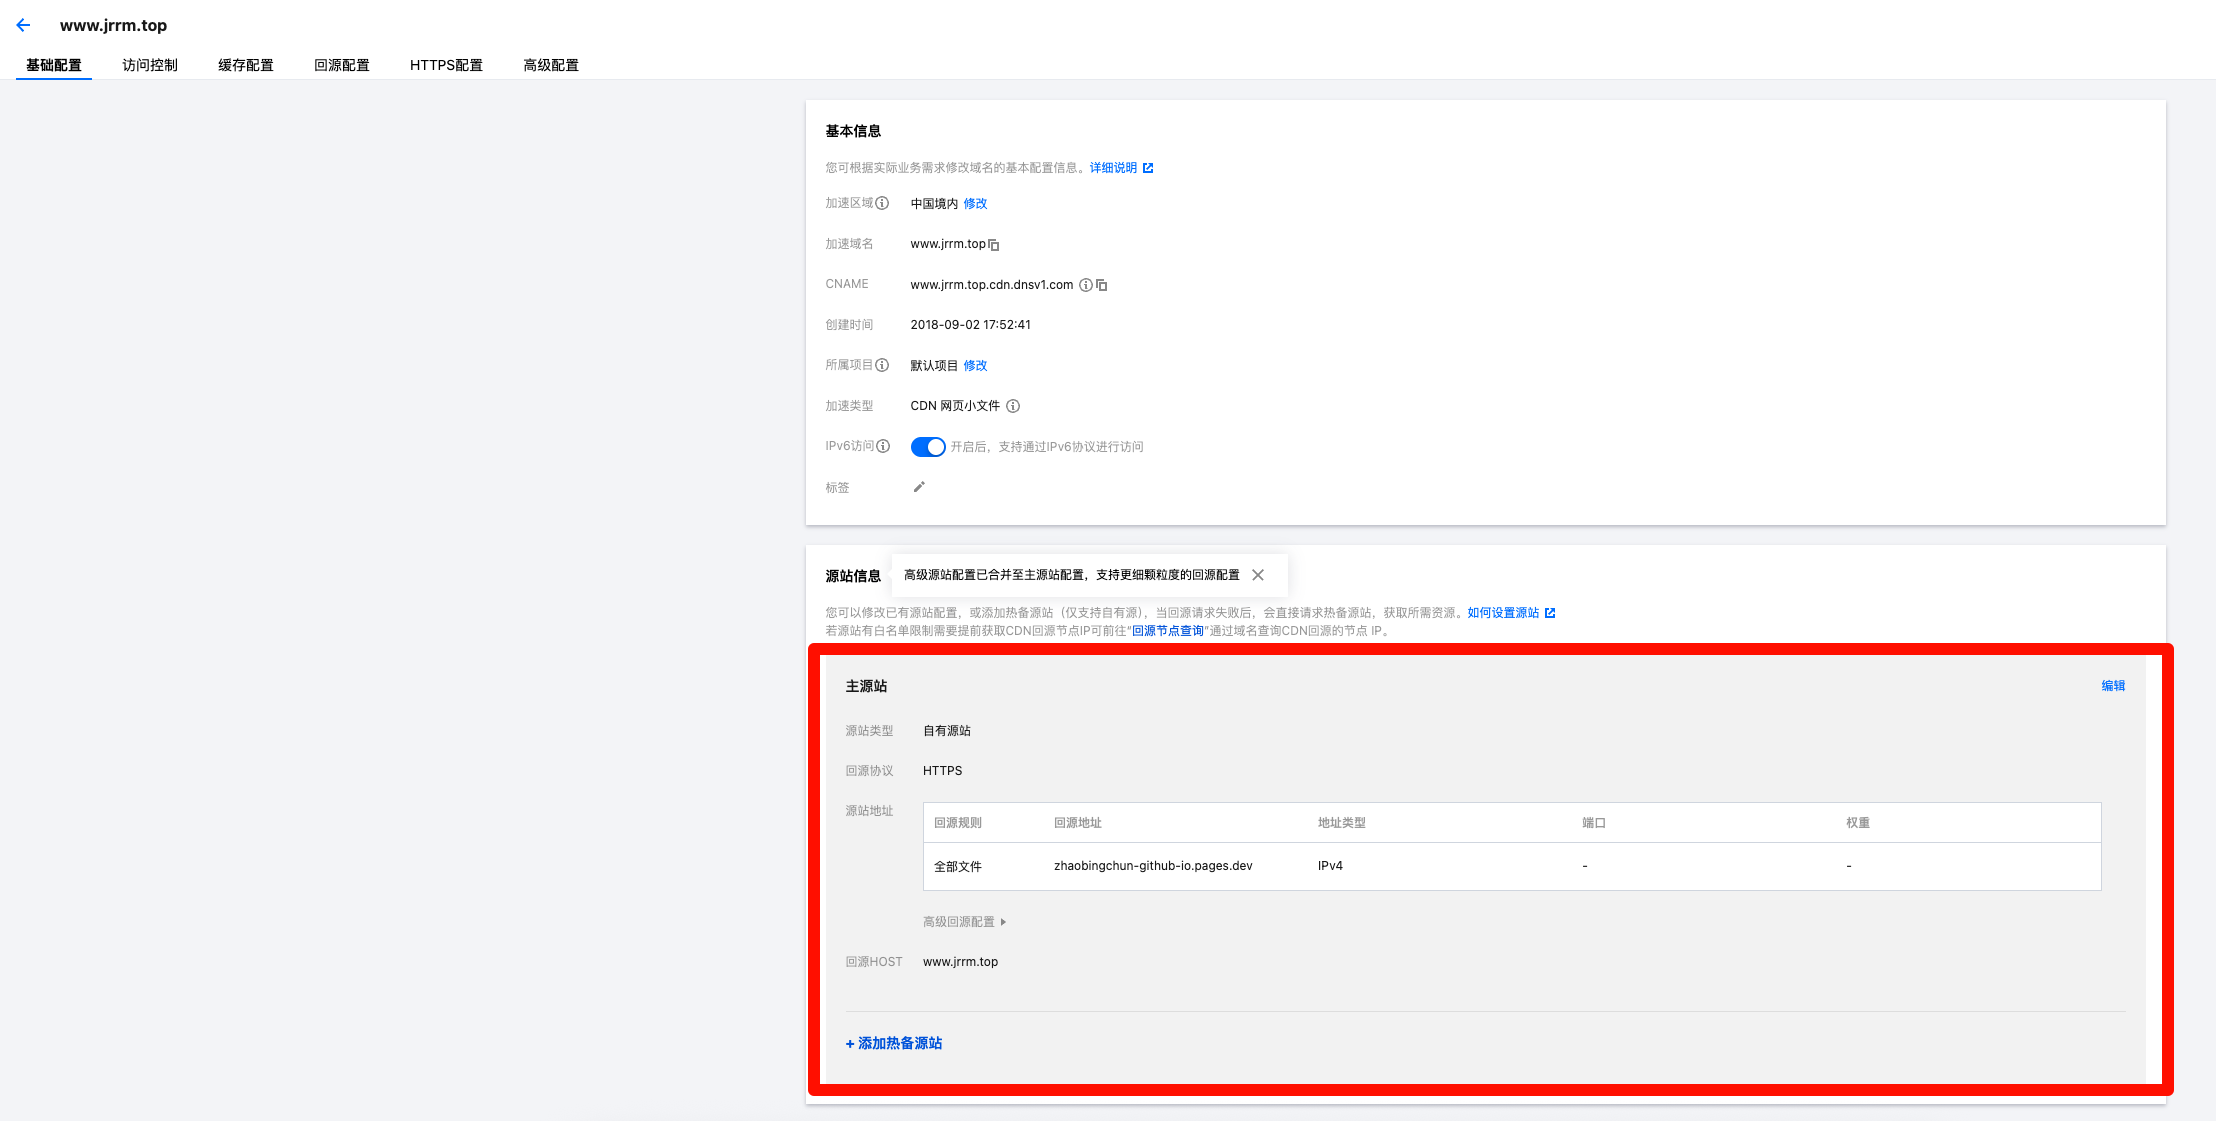 www.jrrm.top
基础配置 访问控制 缓存配置 回源配置 HTTPS配置 高级配置
基本信息
您可根据实际业务需求修改域名的基本配置信息。详细说明
加速区域 中国境内 修改
加速域名 www.jrrm.top
CNAME www.jrrm.top.cdn.dnsv1.com
创建时间 2018-09-02 17:52:41
所属项目 默认项目 修改
加速类型 CDN 网页小文件
IPv6访问 开启后，支持通过IPv6协议进行访问
标签
源站信息 高级源站配置已合并至主源站配置，支持更细颗粒度的回源配置
您可以修改已有源站配置，或添加热备源站（仅支持自有源），当回源请求失败后，会直接请求热备源站，获取所需资源。如何设置源站
若源站有白名单限制需要提前获取CDN回源节点IP可前往“回源节点查询”通过域名查询CDN回源的节点 IP。
主源站 编辑
源站类型 自有源站
回源协议 HTTPS
源站地址 回源规则 回源地址 地址类型 端口 权重
全部文件 zhaobingchun-github-io.pages.dev IPv4 - -
高级回源配置
回源HOST www.jrrm.top
+ 添加热备源站